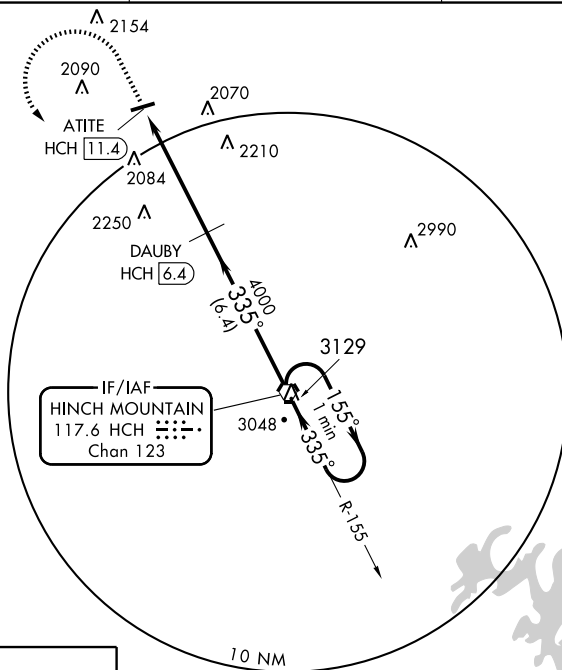 2154
2090
2070
ATITE
HCH 11.4
2210
2084
2250
2990
DAUBY
HCH 6.4
4000
335°
(6.4)
3129
IF/IAF
HINCH MOUNTAIN
117.6 HCH
Chan 123
3048
155°
1 min
335°
R-155
10 NM